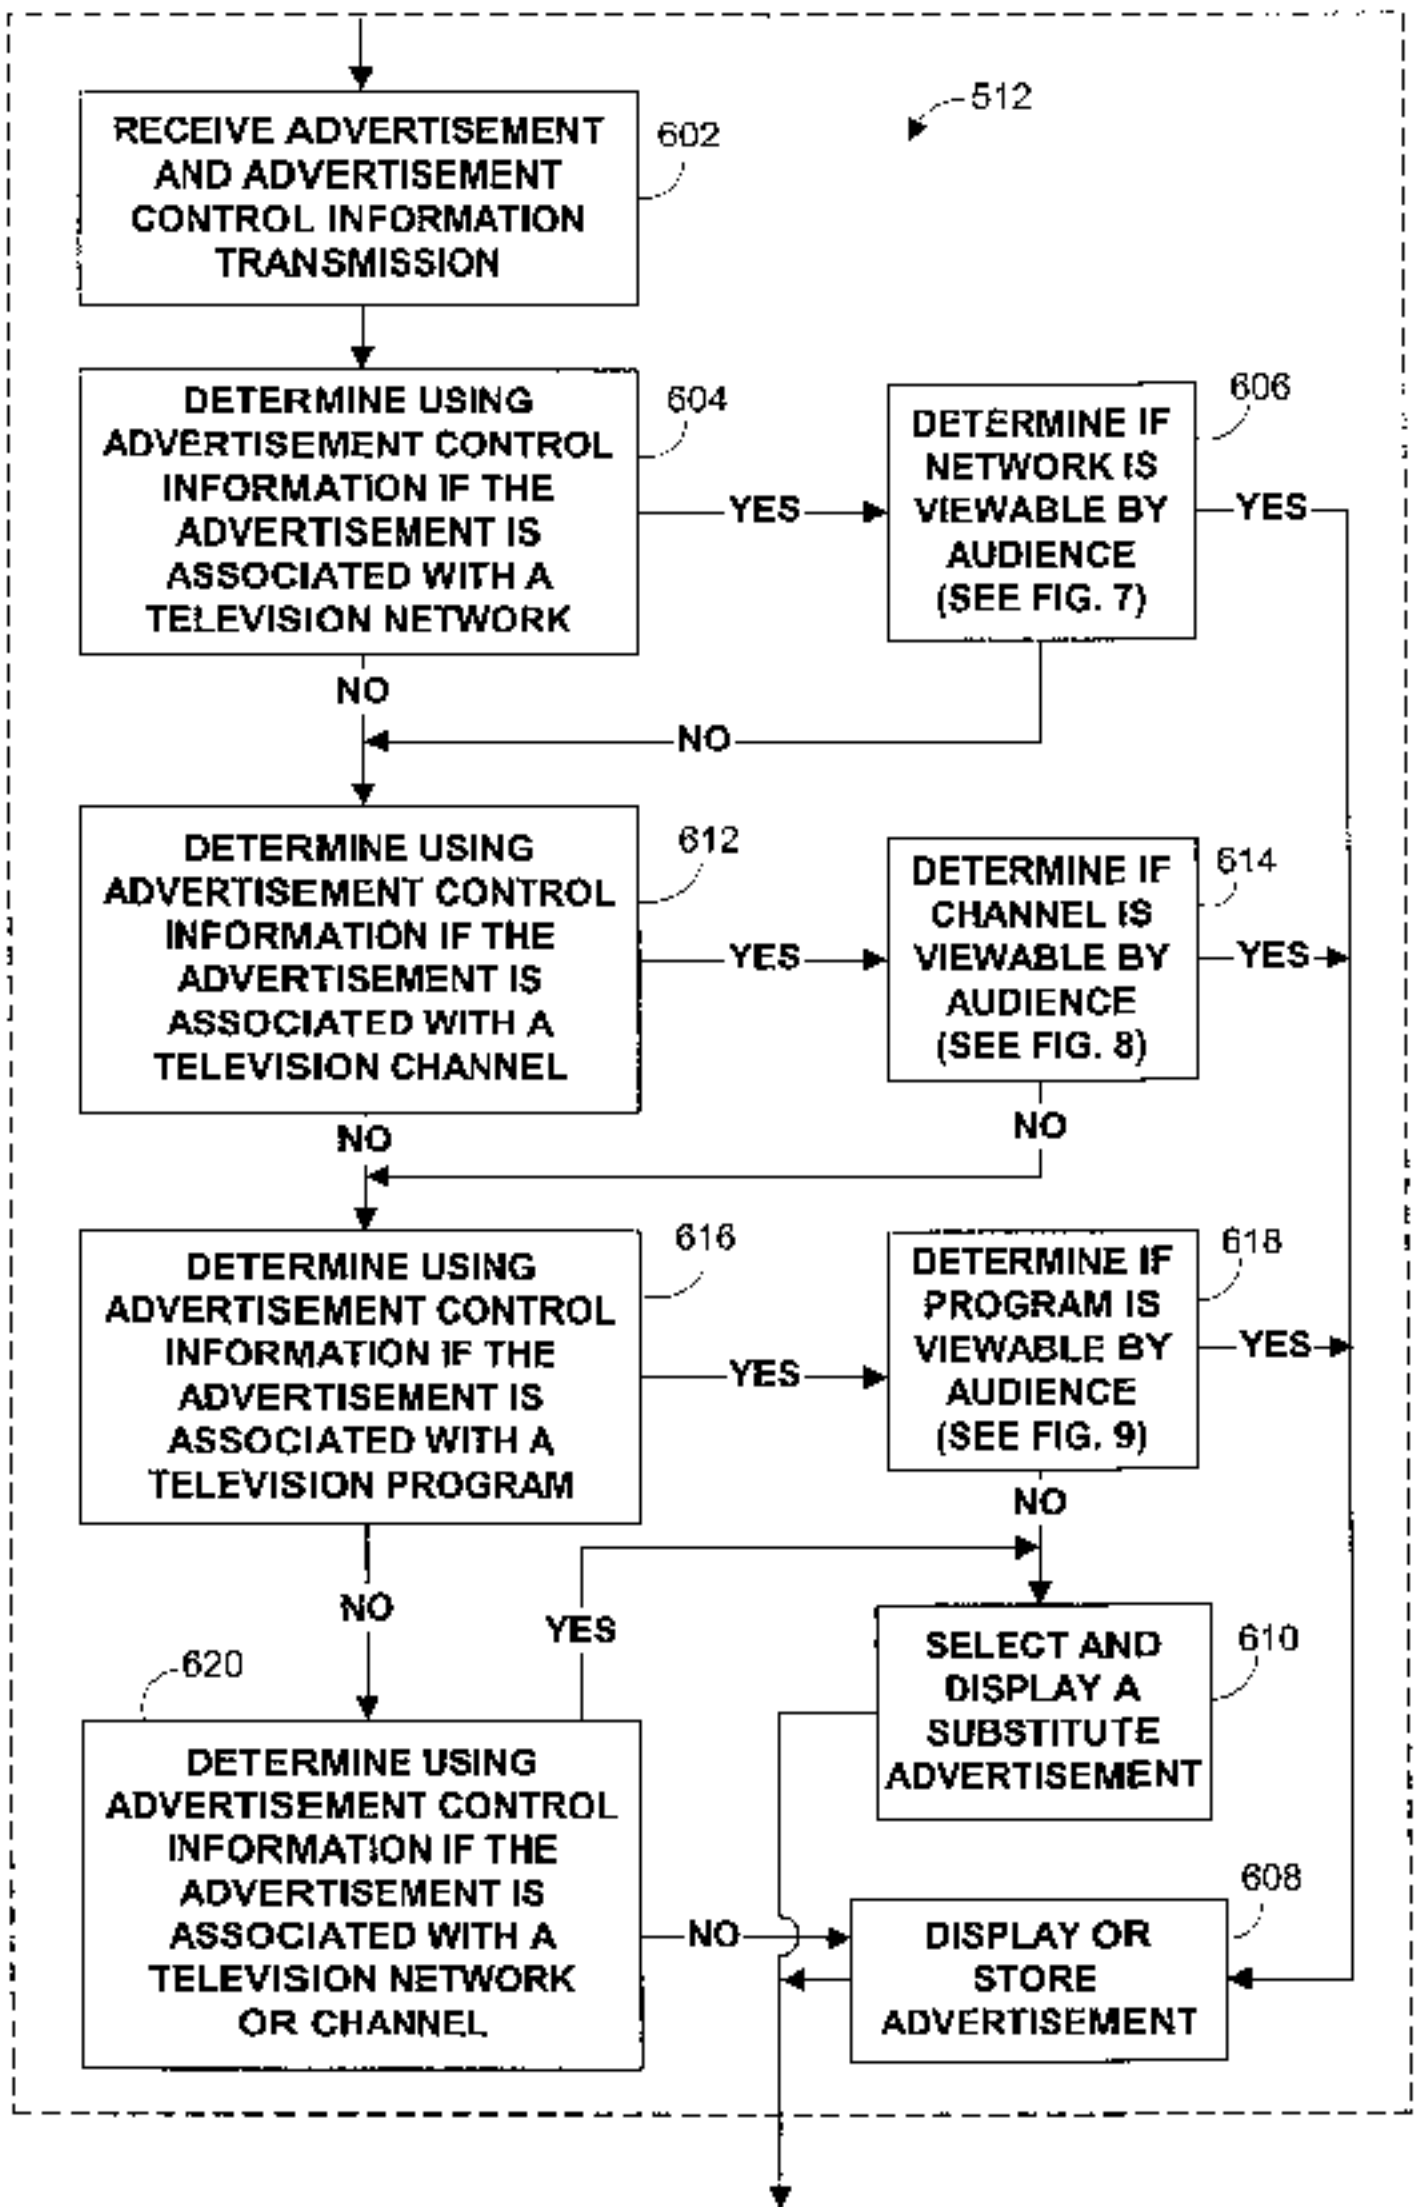 512
RECEIVE ADVERTISEMENT
AND ADVERTISEMENT
CONTROL INFORMATION
TRANSMISSION
602
DETERMINE USING
ADVERTISEMENT CONTROL
INFORMATION IF THE
ADVERTISEMENT IS
ASSOCIATED WITH A
TELEVISION NETWORK
604
YES
DETERMINE IF
NETWORK IS
VIEWABLE BY
AUDIENCE
(SEE FIG. 7)
606
YES
NO
NO
DETERMINE USING
ADVERTISEMENT CONTROL
INFORMATION IF THE
ADVERTISEMENT IS
ASSOCIATED WITH A
TELEVISION CHANNEL
612
YES
DETERMINE IF
CHANNEL IS
VIEWABLE BY
AUDIENCE
(SEE FIG. 8)
614
YES
NO
NO
DETERMINE USING
ADVERTISEMENT CONTROL
INFORMATION IF THE
ADVERTISEMENT IS
ASSOCIATED WITH A
TELEVISION PROGRAM
616
YES
DETERMINE IF
PROGRAM IS
VIEWABLE BY
AUDIENCE
(SEE FIG. 9)
618
YES
NO
NO
YES
620
DETERMINE USING
ADVERTISEMENT CONTROL
INFORMATION IF THE
ADVERTISEMENT IS
ASSOCIATED WITH A
TELEVISION NETWORK
OR CHANNEL
SELECT AND
DISPLAY A
SUBSTITUTE
ADVERTISEMENT
610
NO
DISPLAY OR
STORE
ADVERTISEMENT
608